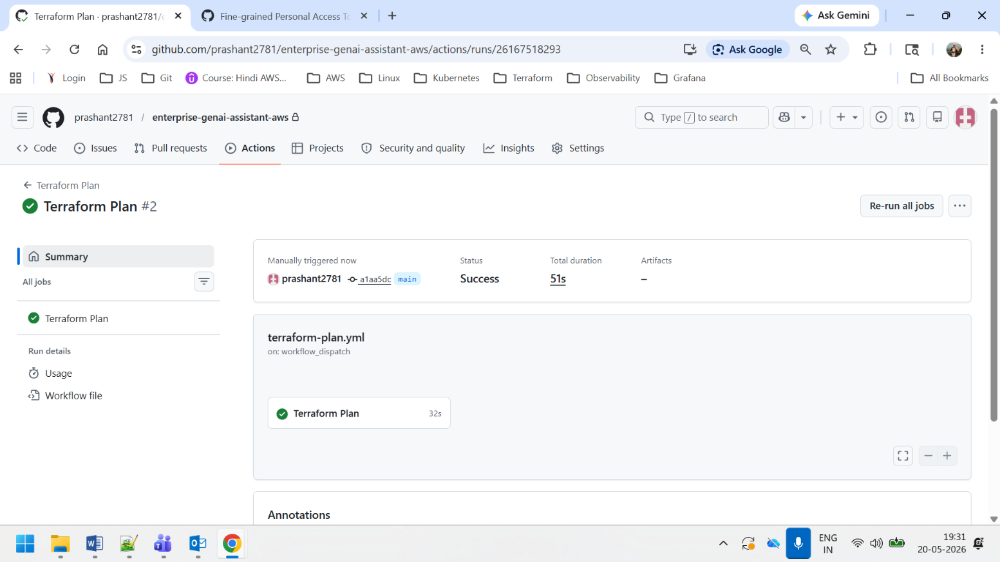 Terraform Plan · prashant2781/e
Fine-grained Personal Access To
Ask Gemini
github.com/prashant2781/enterprise-genai-assistant-aws/actions/runs/26167518293
Ask Google
Login
JS
Git
Course: Hindi AWS...
AWS
Linux
Kubernetes
Terraform
Observability
Grafana
All Bookmarks
prashant2781 / enterprise-genai-assistant-aws
Type / to search
Code
Issues
Pull requests
Actions
Projects
Security and quality
Insights
Settings
Terraform Plan
Terraform Plan #2
Re-run all jobs
Summary
All jobs
Terraform Plan
Run details
Usage
Workflow file
Manually triggered now
prashant2781 a1aa5dc main
Status
Success
Total duration
51s
Artifacts
–
terraform-plan.yml
on: workflow_dispatch
Terraform Plan 32s
Annotations
ENG
IN
19:31
20-05-2026